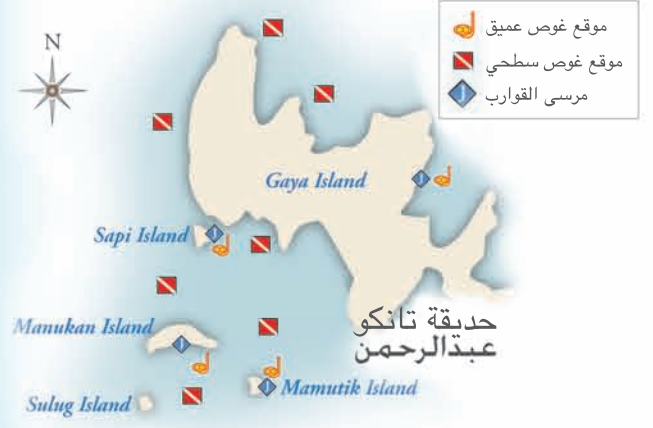 موقع غوص عميق
موقع غوص سطحي
مرسى القوارب
N
Gaya Island
Sapi Island
Manukan Island
حديقة تانكو
عبدالرحمن
Mamutik Island
Sulug Island